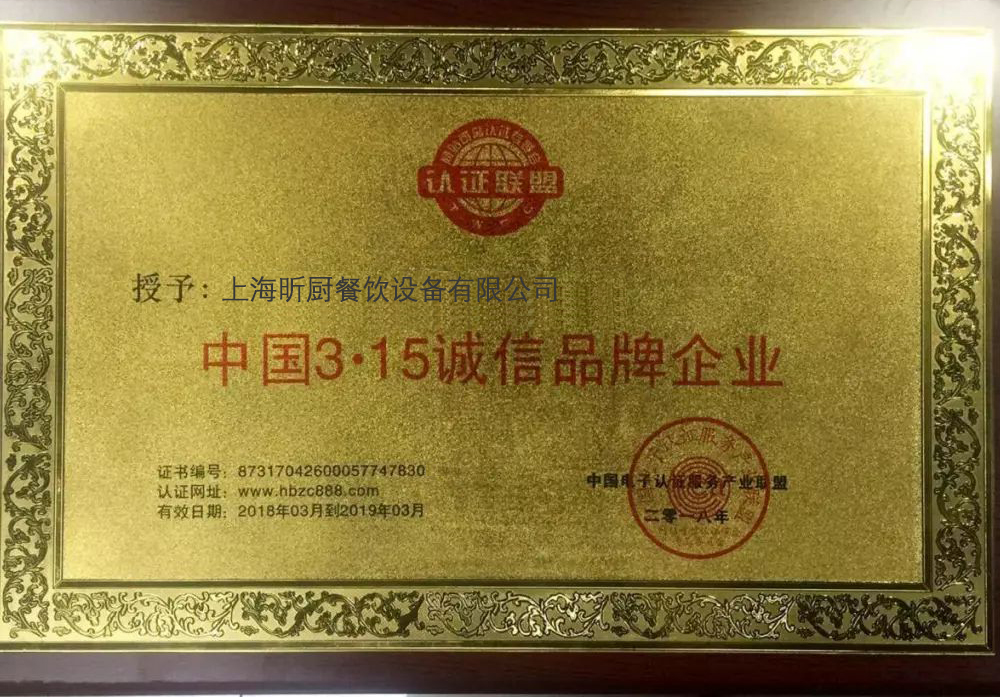 认证联盟
授予：上海昕厨餐饮设备有限公司
中国3·15诚信品牌企业
证书编号：87317042600057747830
认证网址：www.hbzc888.com
有效日期：2018年03月到2019年03月
中国电子认证服务产业联盟
二零一八年